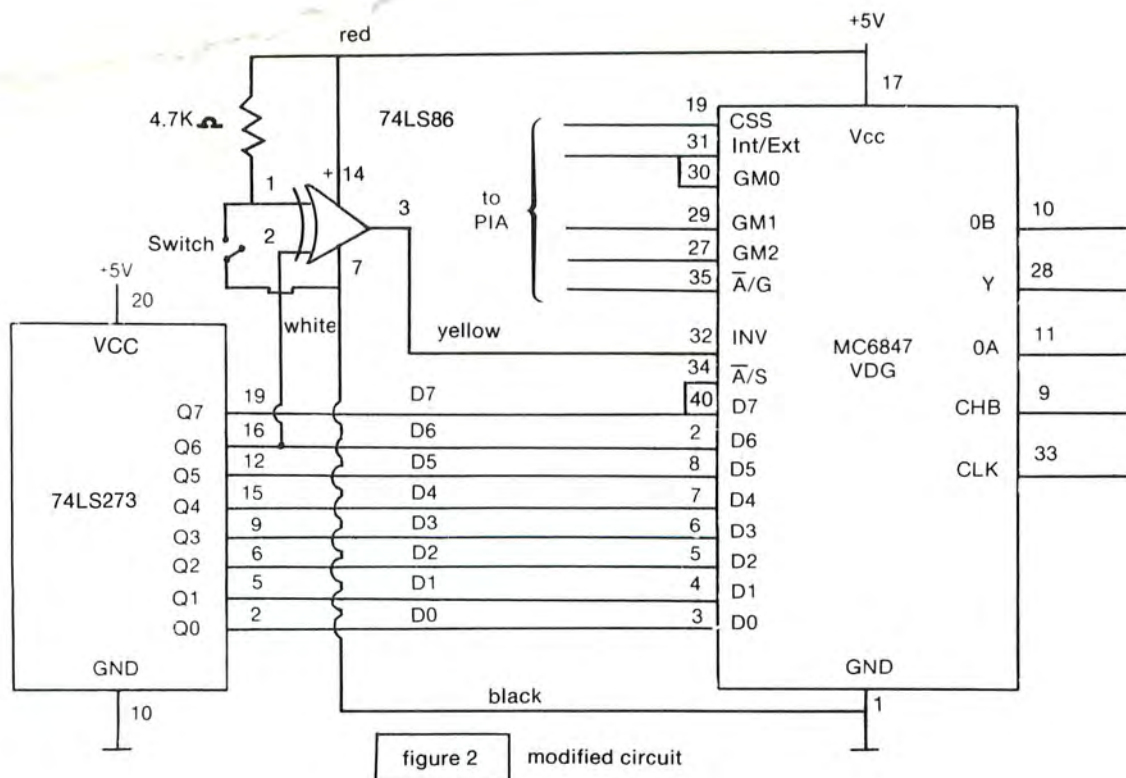 +5V
red
17
4.7K Ω
74LS86
19 CSS
Vcc
31 Int/Ext
30 GM0
1
+ 14
3
to
PIA
29 GM1
0B 10
Switch
2
27 GM2
7
35 A̅/G
Y 28
+5V
20
white
yellow
32 INV
MC6847
VDG
0A 11
VCC
34 A̅/S
Q7 19 D7 40 D7
CHB 9
Q6 16 D6 2 D6
Q5 12 D5 8 D5
CLK 33
74LS273
Q4 15 D4 7 D4
Q3 9 D3 6 D3
Q2 6 D2 5 D2
Q1 5 D1 4 D1
Q0 2 D0 3 D0
GND
GND
10
black
1
figure 2 modified circuit